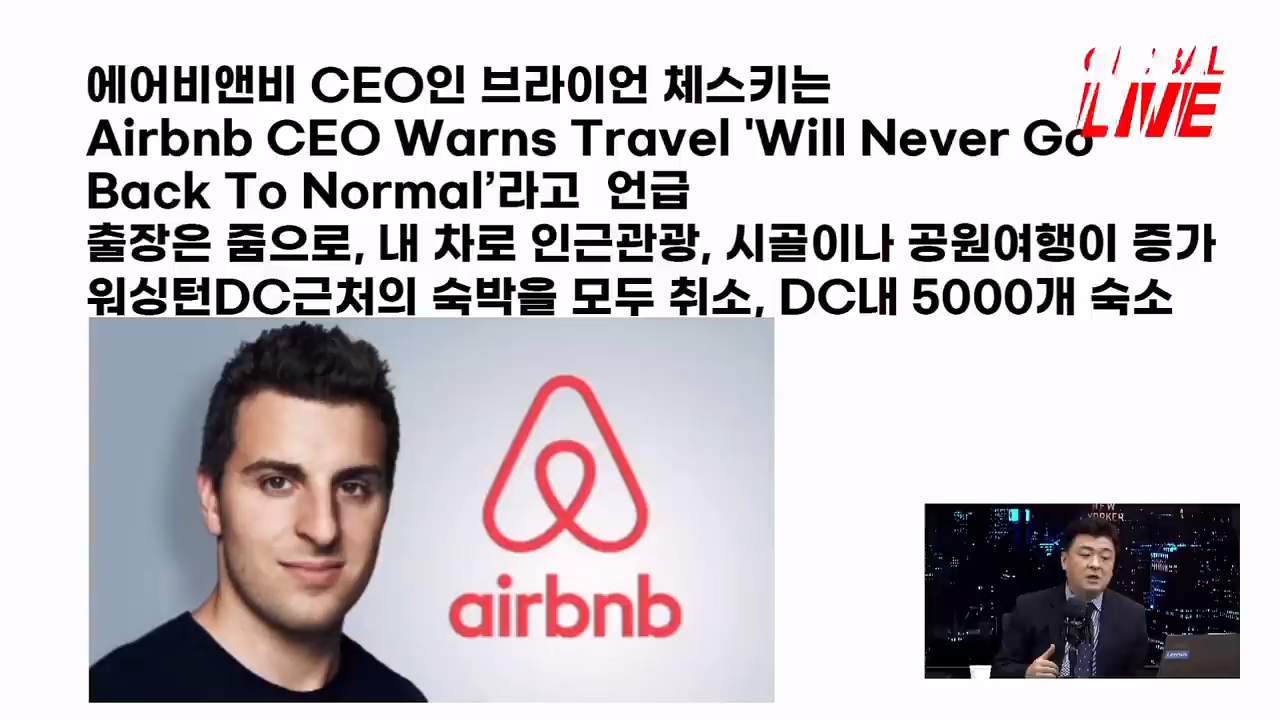 에어비앤비 CEO인 브라이언 체스키는
Airbnb CEO Warns Travel 'Will Never Go
Back To Normal’라고 언급
출장은 줌으로, 내 차로 인근관광, 시골이나 공원여행이 증가
워싱턴DC근처의 숙박을 모두 취소, DC내 5000개 숙소
GLOBAL
LIVE
airbnb
NEW
YORKER
Lenovo